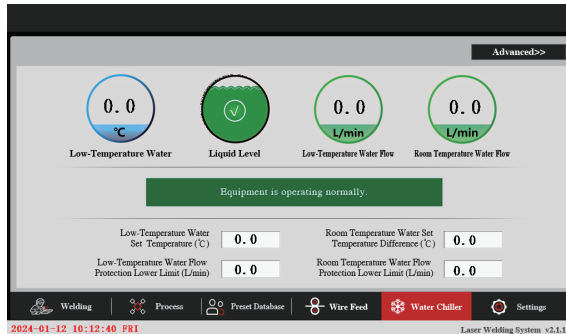 Advanced>>
0.0 0.0 0.0
°C L/min L/min
Low-Temperature Water Liquid Level Low-Temperature Water Flow Room Temperature Water Flow
Equipment is operating normally.
Low-Temperature Water
Set Temperature (℃) 0.0
Room Temperature Water Set
Temperature Difference (℃) 0.0
Low-Temperature Water Flow
Protection Lower Limit (L/min) 0.0
Room Temperature Water Flow
Protection Lower Limit (L/min) 0.0
Welding Process Preset Database Wire Feed Water Chiller Settings
2024-01-12 10:12:40 FRI Laser Welding System v2.1.1